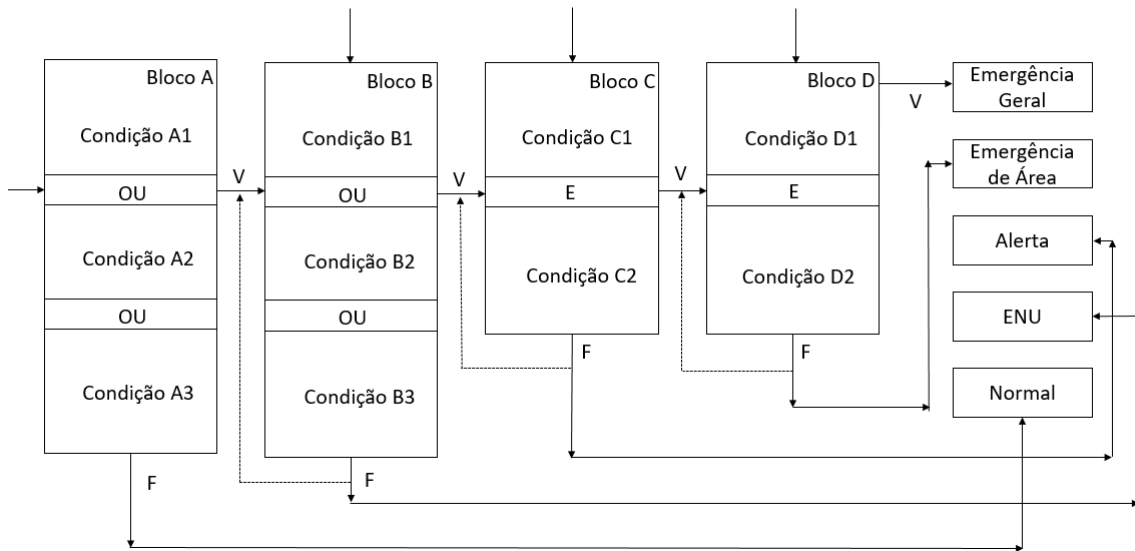 Bloco A
Condição A1
OU
Condição A2
OU
Condição A3
F
V
Bloco B
Condição B1
OU
Condição B2
OU
Condição B3
F
V
Bloco C
Condição C1
E
Condição C2
F
V
Bloco D
Condição D1
E
Condição D2
F
V
Emergência
Geral
Emergência
de Área
Alerta
ENU
Normal